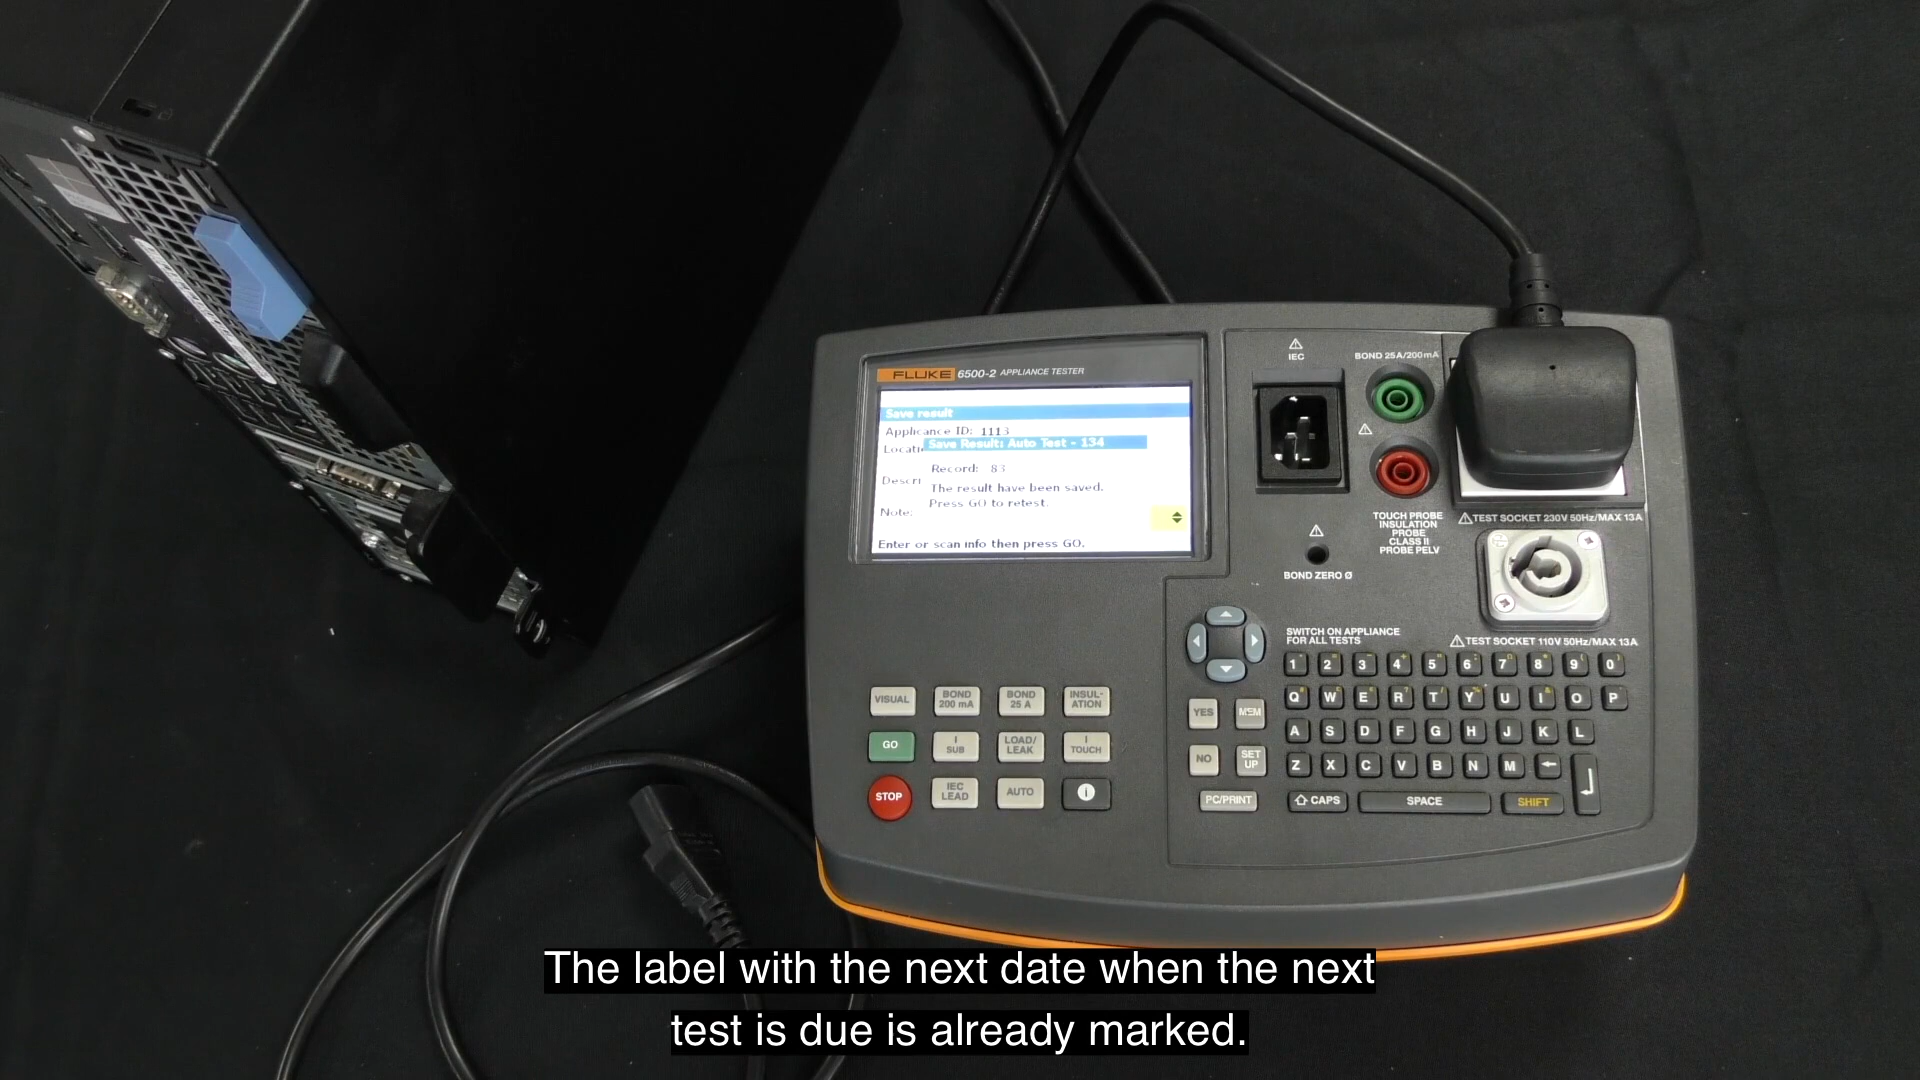 FLUKE 6500-2 APPLIANCE TESTER
Save result
Applicance ID: 1113
Locati
Save Result: Auto Test - 134
Record: 83
Descri
The result have been saved.
Press GO to retest.
Note:
Enter or scan info then press GO.
IEC
BOND 25A/200mA
TOUCH PROBE
INSULATION
PROBE
CLASS II
PROBE PELV
TEST SOCKET 230V 50Hz/MAX 13A
BOND ZERO Ø
SWITCH ON APPLIANCE
FOR ALL TESTS
TEST SOCKET 110V 50Hz/MAX 13A
VISUAL
BOND
200 mA
BOND
25 A
INSUL-
ATION
GO
I
SUB
LOAD/
LEAK
I
TOUCH
STOP
IEC
LEAD
AUTO
i
YES
MEM
NO
SET
UP
PC/PRINT
1 2 3 4 5 6 7 8 9 0
Q W E R T Y U I O P
A S D F G H J K L
Z X C V B N M
CAPS
SPACE
SHIFT
The label with the next date when the next
test is due is already marked.